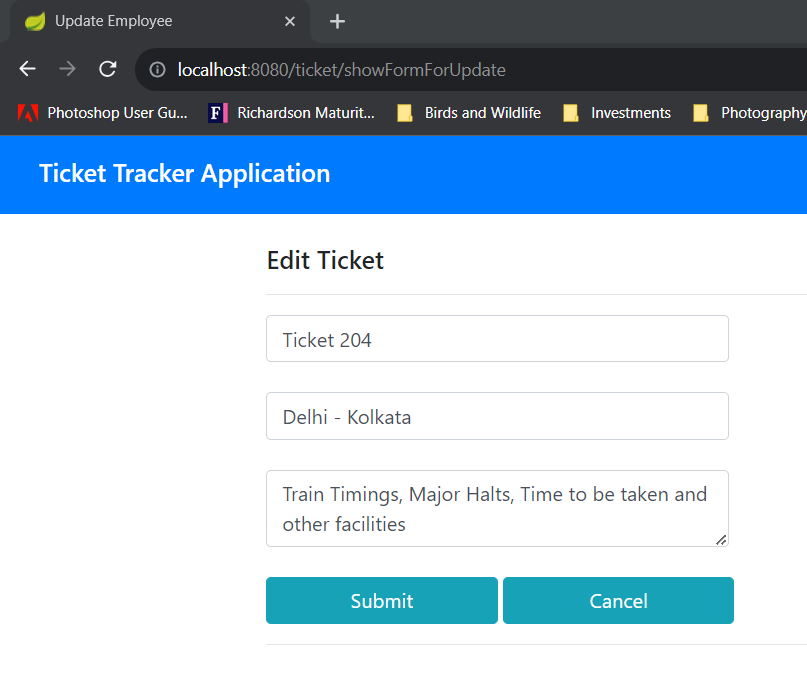 Update Employee
localhost:8080/ticket/showFormForUpdate
Photoshop User Gu... Richardson Maturit... Birds and Wildlife Investments Photography
Ticket Tracker Application
Edit Ticket
Ticket 204
Delhi - Kolkata
Train Timings, Major Halts, Time to be taken and
other facilities
Submit Cancel